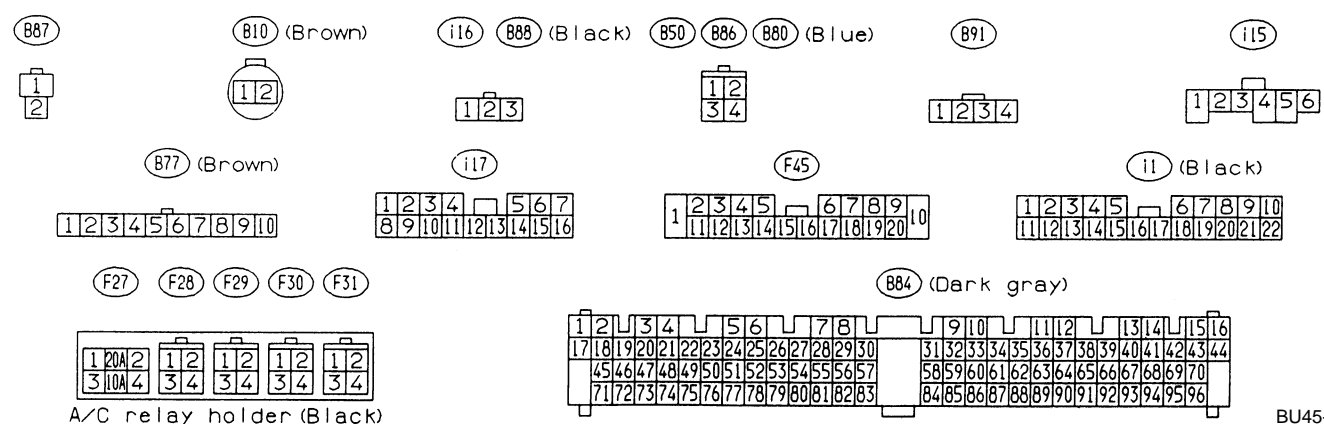 B87 B10 (Brown) i16 B88 (Black) B50 B86 B80 (Blue) B91 i15
1 1 2 1 2 3 1 2 1 2 3 4 1 2 3 4 5 6
2 3 4
B77 (Brown) i17 F45 i1 (Black)
1 2 3 4 5 6 7 8 9 10 1 2 3 4 5 6 7 1 2 3 4 5 6 7 8 9 10 1 2 3 4 5 6 7 8 9 10
8 9 10 11 12 13 14 15 16 11 12 13 14 15 16 17 18 19 20 11 12 13 14 15 16 17 18 19 20 21 22
F27 F28 F29 F30 F31 B84 (Dark gray)
1 20A 2 1 2 1 2 1 2 1 2
3 10A 4 3 4 3 4 3 4 3 4
A/C relay holder (Black)
1 2 3 4 5 6 7 8 9 10 11 12 13 14 15 16
17 18 19 20 21 22 23 24 25 26 27 28 29 30 31 32 33 34 35 36 37 38 39 40 41 42 43 44
45 46 47 48 49 50 51 52 53 54 55 56 57 58 59 60 61 62 63 64 65 66 67 68 69 70
71 72 73 74 75 76 77 78 79 80 81 82 83 84 85 86 87 88 89 90 91 92 93 94 95 96
BU45-